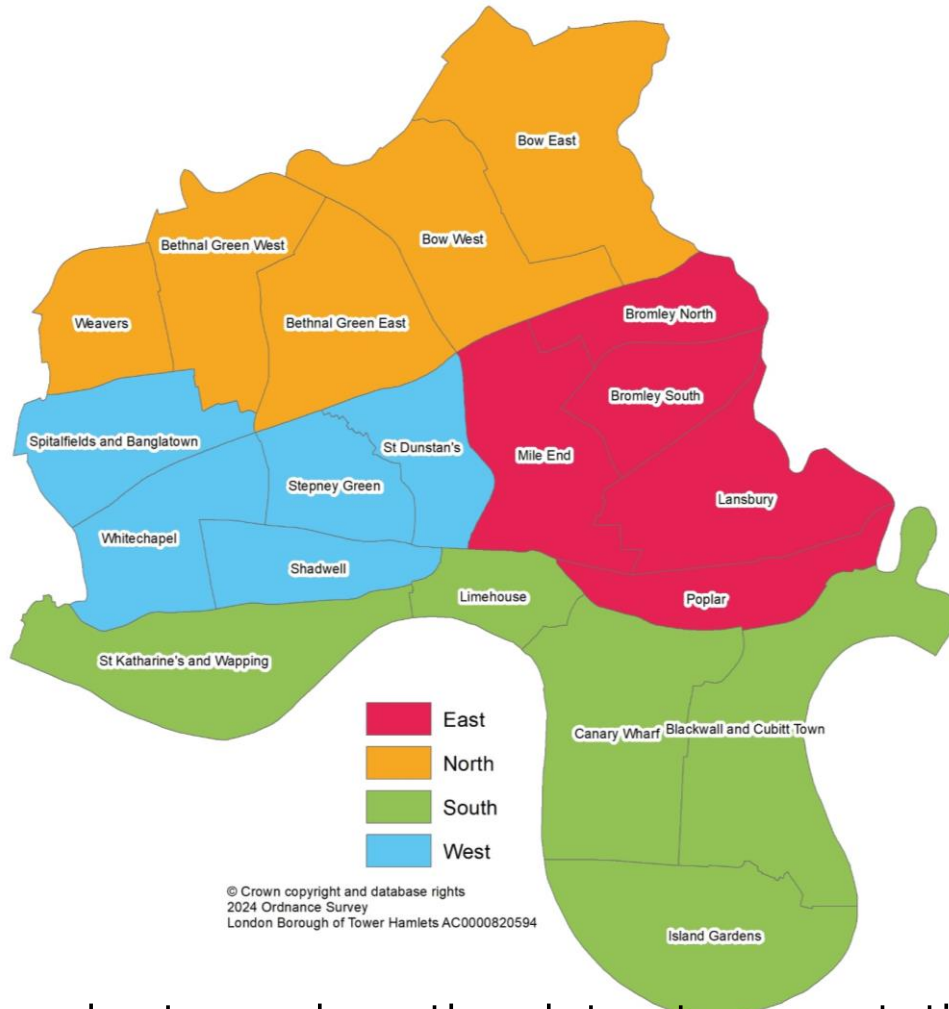 Bow East
Bow West
Bethnal Green West
Weavers
Bethnal Green East
Bromley North
Bromley South
Spitalfields and Banglatown
St Dunstan's
Mile End
Stepney Green
Lansbury
Whitechapel
Shadwell
Limehouse
Poplar
St Katharine's and Wapping
Canary Wharf
Blackwall and Cubitt Town
Island Gardens
East
North
South
West
© Crown copyright and database rights
2024 Ordnance Survey
London Borough of Tower Hamlets AC0000820594